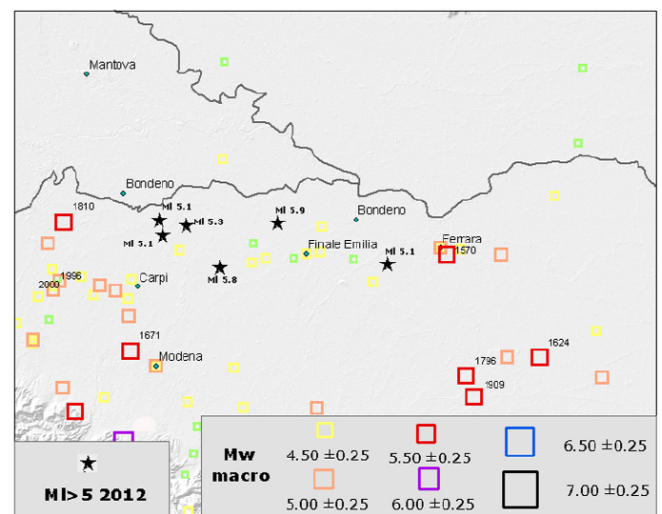 Mantova
Bondeno
1810
Ml 5.1
Ml 5.3
Ml 5.9
Bondeno
Ml 5.1
Finale Emilia
Ml 5.1
Ferrara
1570
Ml 5.8
1996
2000
Carpi
1671
Modena
1624
1796
1909
Ml>5 2012
Mw
macro
4.50 ±0.25
5.50 ±0.25
6.50 ±0.25
5.00 ±0.25
6.00 ±0.25
7.00 ±0.25